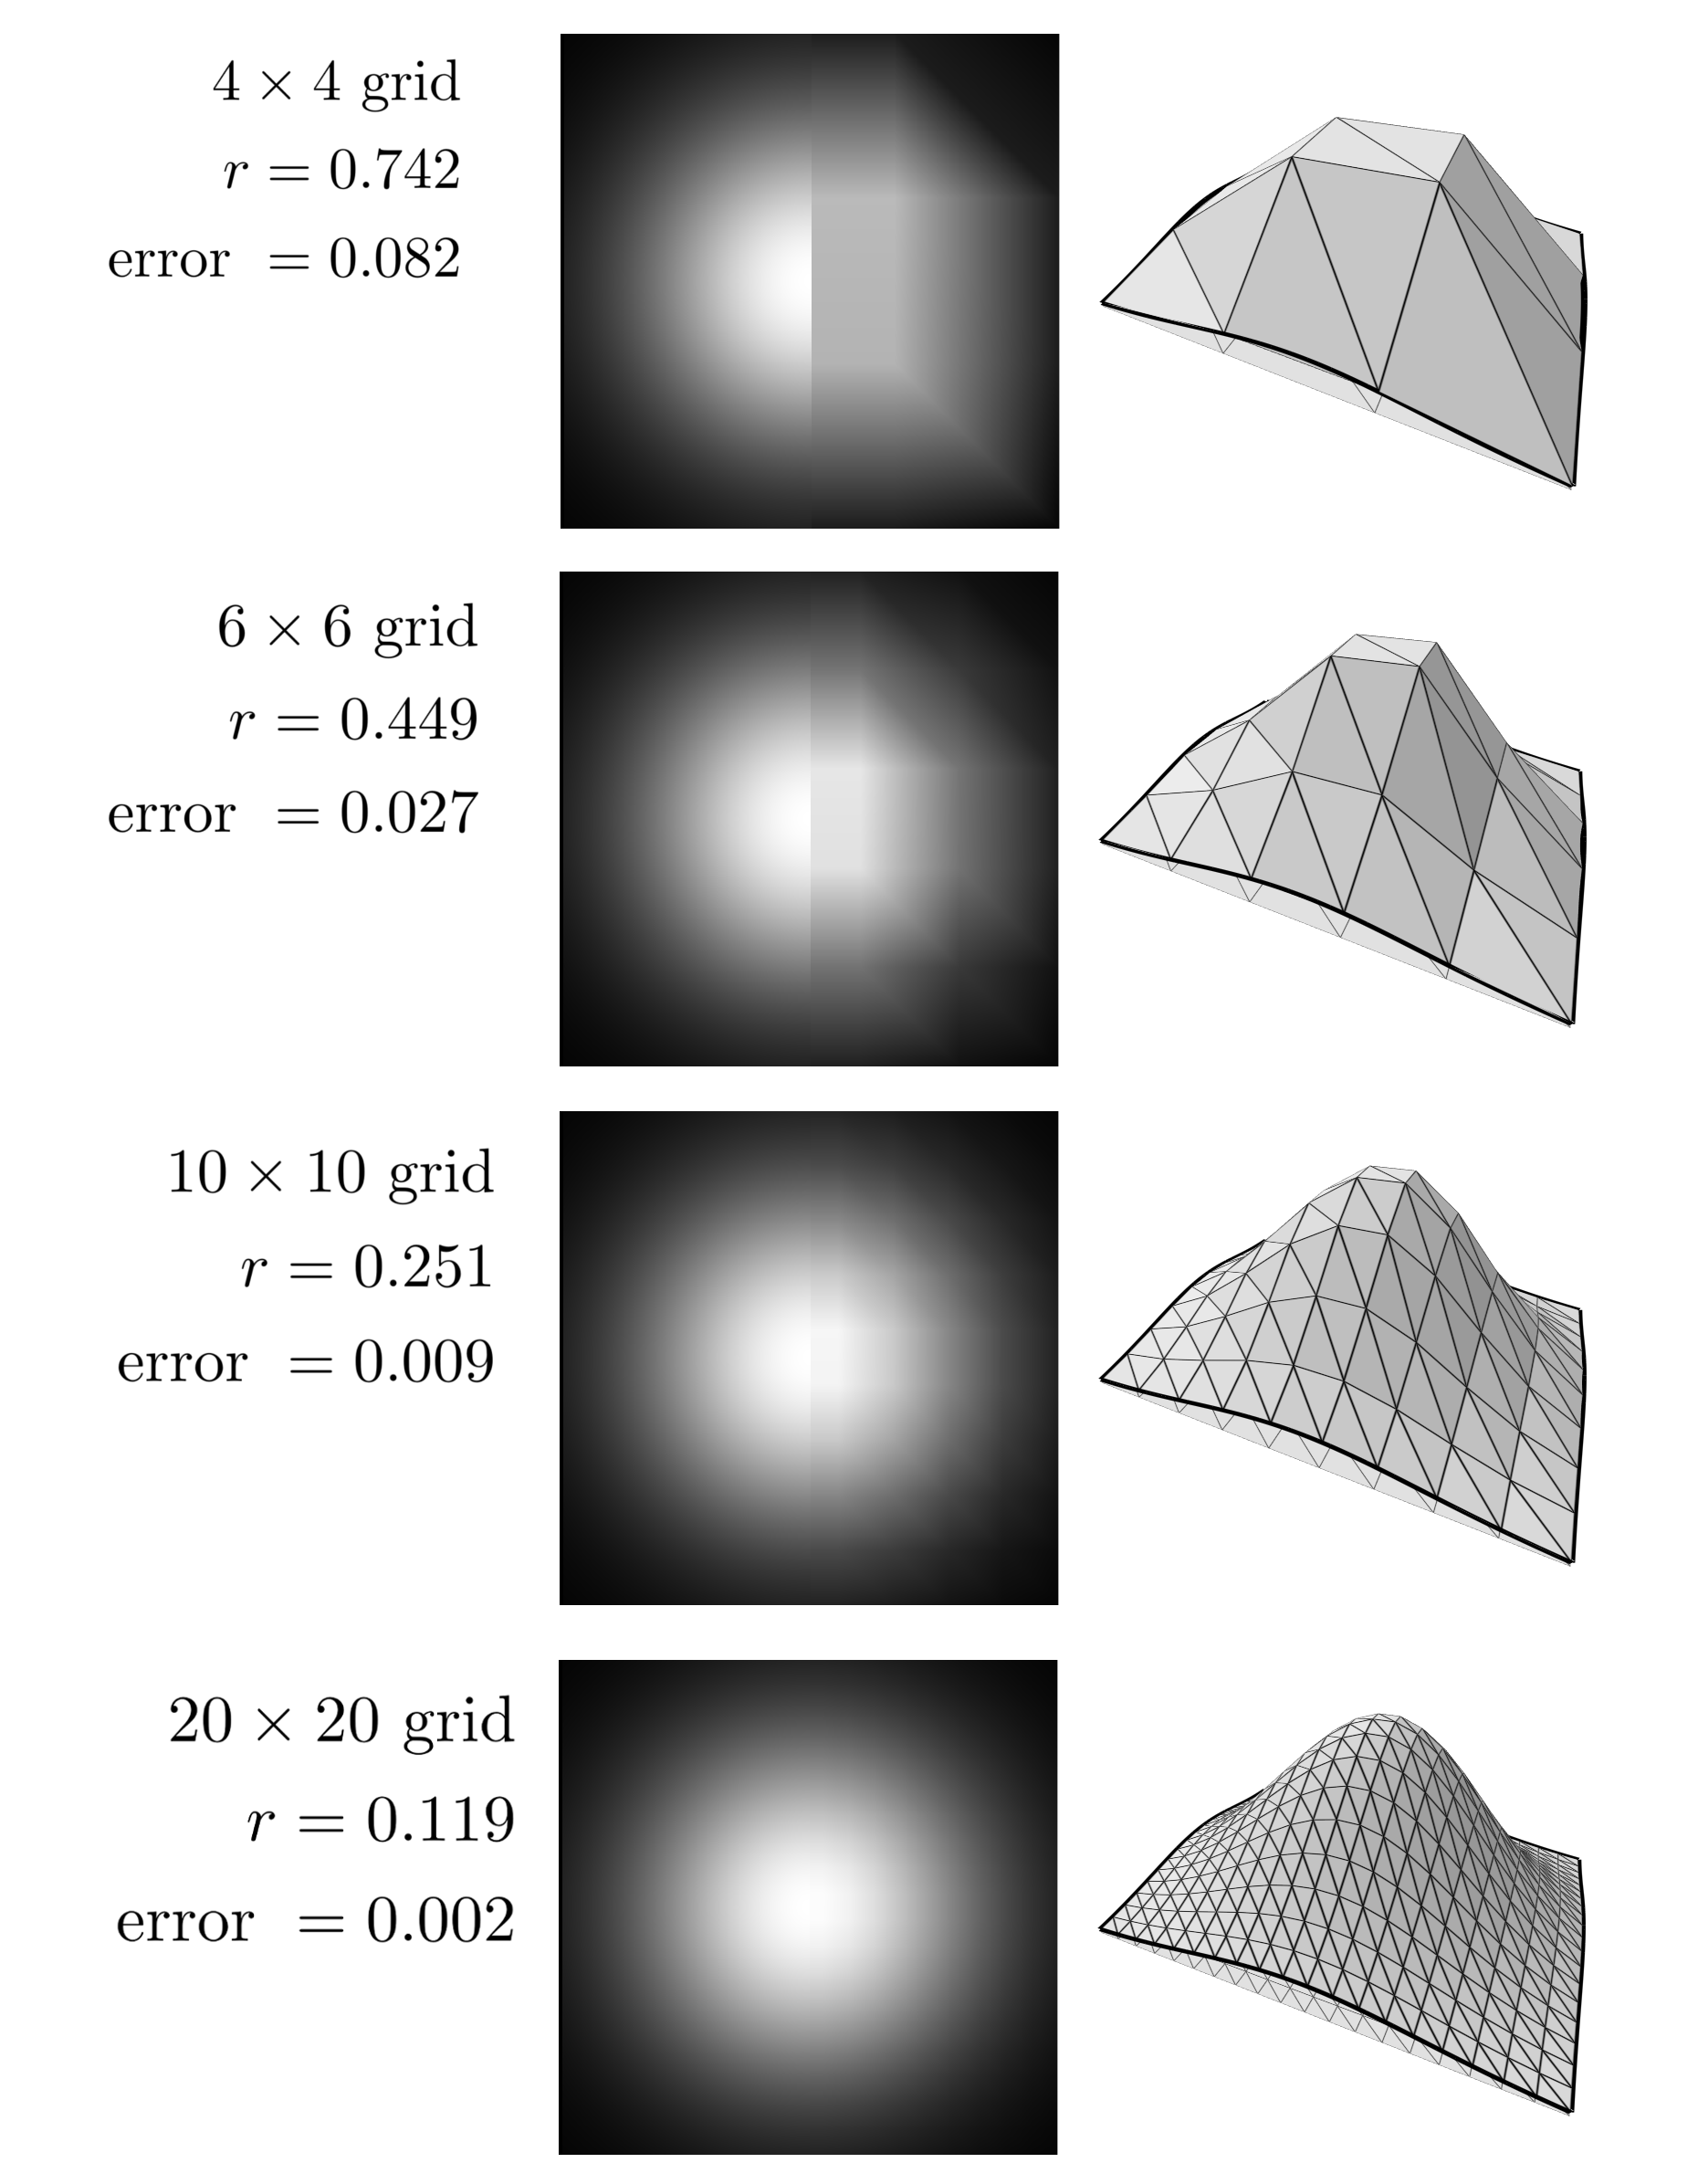 4 × 4 grid
r = 0.742
error = 0.082
6 × 6 grid
r = 0.449
error = 0.027
10 × 10 grid
r = 0.251
error = 0.009
20 × 20 grid
r = 0.119
error = 0.002